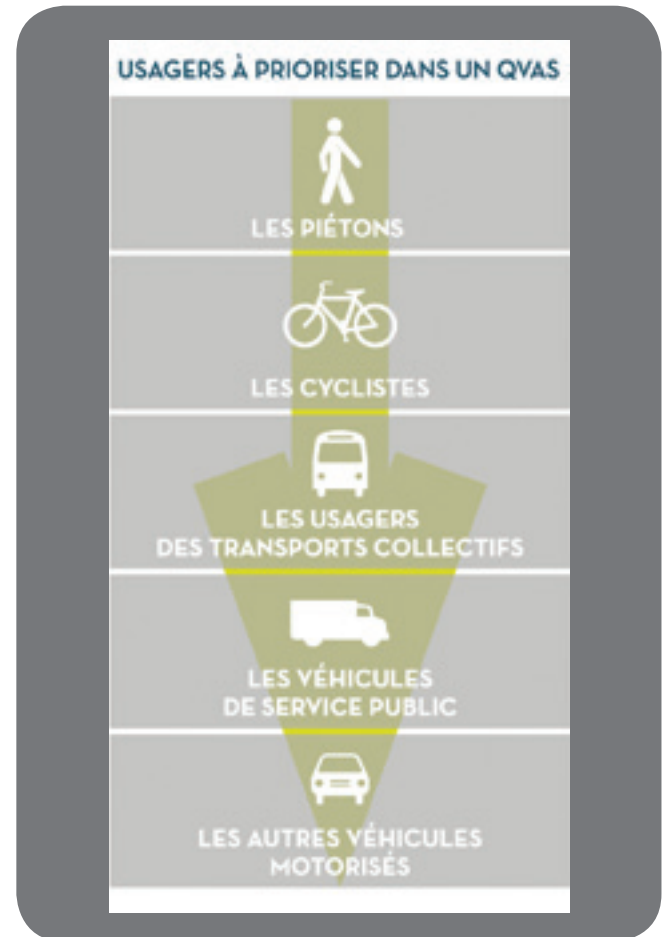 USAGERS À PRIORISER DANS UN QVAS
LES PIÉTONS
LES CYCLISTES
LES USAGERS
DES TRANSPORTS COLLECTIFS
LES VÉHICULES
DE SERVICE PUBLIC
LES AUTRES VÉHICULES
MOTORISÉS